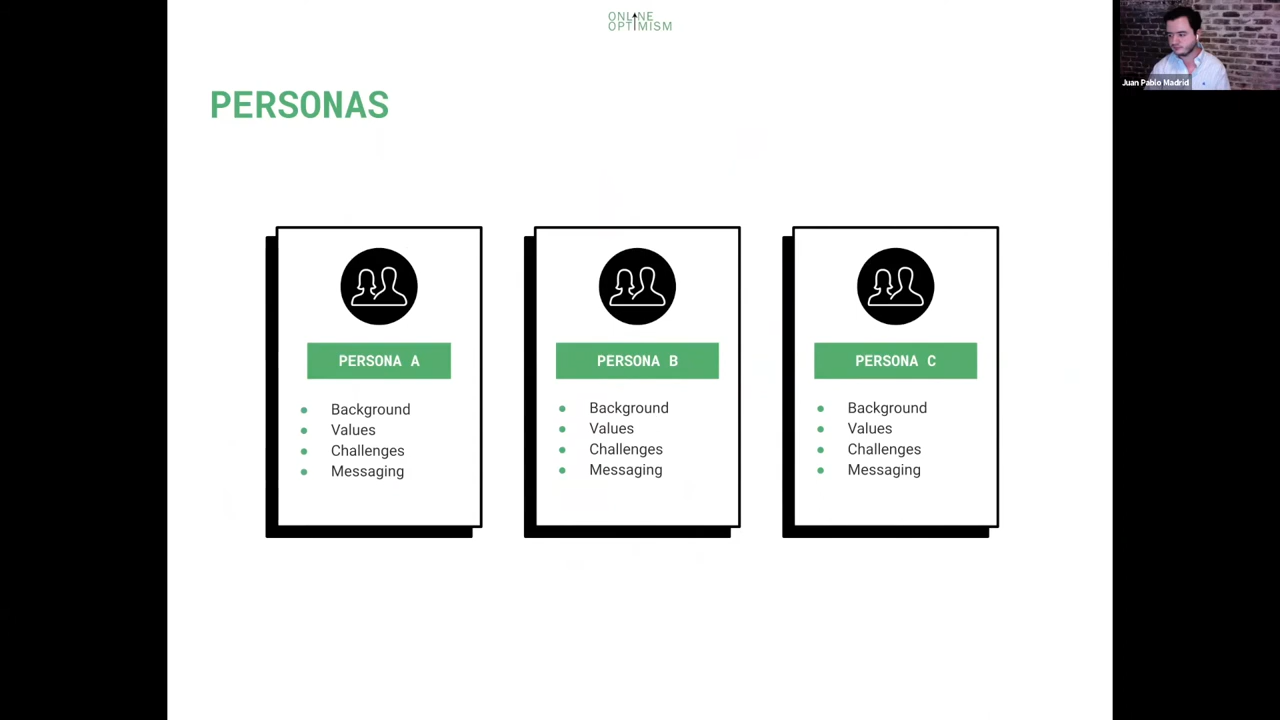 ONLINE
OPTIMISM
Juan Pablo Madrid
PERSONAS
PERSONA A
Background
Values
Challenges
Messaging
PERSONA B
Background
Values
Challenges
Messaging
PERSONA C
Background
Values
Challenges
Messaging